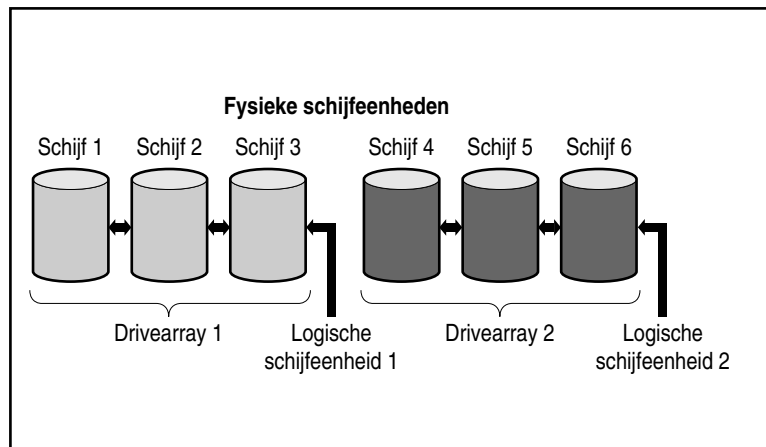 Fysieke schijfeenheden
Schijf 1 Schijf 2 Schijf 3 Schijf 4 Schijf 5 Schijf 6
Drivearray 1
Logische
schijfeenheid 1
Drivearray 2
Logische
schijfeenheid 2